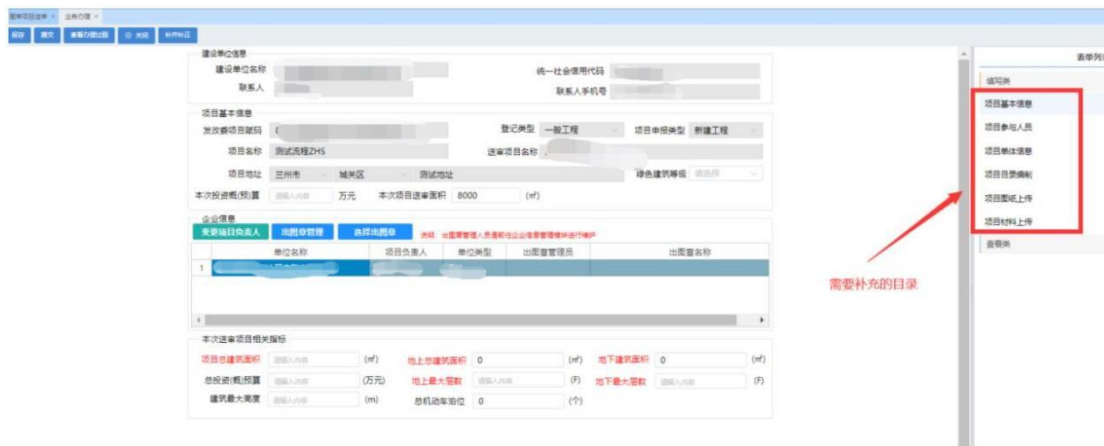 图审项目送审 × 业务办理 ×
保存 提交 查看办理过程 关闭 补齐补正
建设单位信息
建设单位名称 统一社会信用代码
联系人 联系人手机号
项目基本信息
发改委项目赋码 登记类型 一般工程 项目申报类型 新建工程
项目名称 测试流程ZHS 送审项目名称
项目地址 兰州市 城关区 测试地址 绿色建筑等级 请选择
本次投资概(预)算 请输入内容 万元 本次项目送审面积 8000 (㎡)
企业信息
变更项目负责人 出图章管理 选择出图章 说明: 出图章管理人员请前往企业信息管理模块进行维护
单位名称 项目负责人 单位类型 出图章管理员 出图章名称
1
本次送审项目相关指标
项目总建筑面积 请输入内容 (㎡) 地上总建筑面积 0 (㎡) 地下建筑面积 0 (㎡)
总投资(概)预算 请输入内容 (万元) 地上最大层数 请输入内容 (F) 地下最大层数 请输入内容 (F)
建筑最大高度 请输入内容 (m) 总机动车泊位 0 (个)
表单列
填写类
项目基本信息
项目参与人员
项目单体信息
项目目录编制
项目图纸上传
项目材料上传
查看类
需要补充的目录